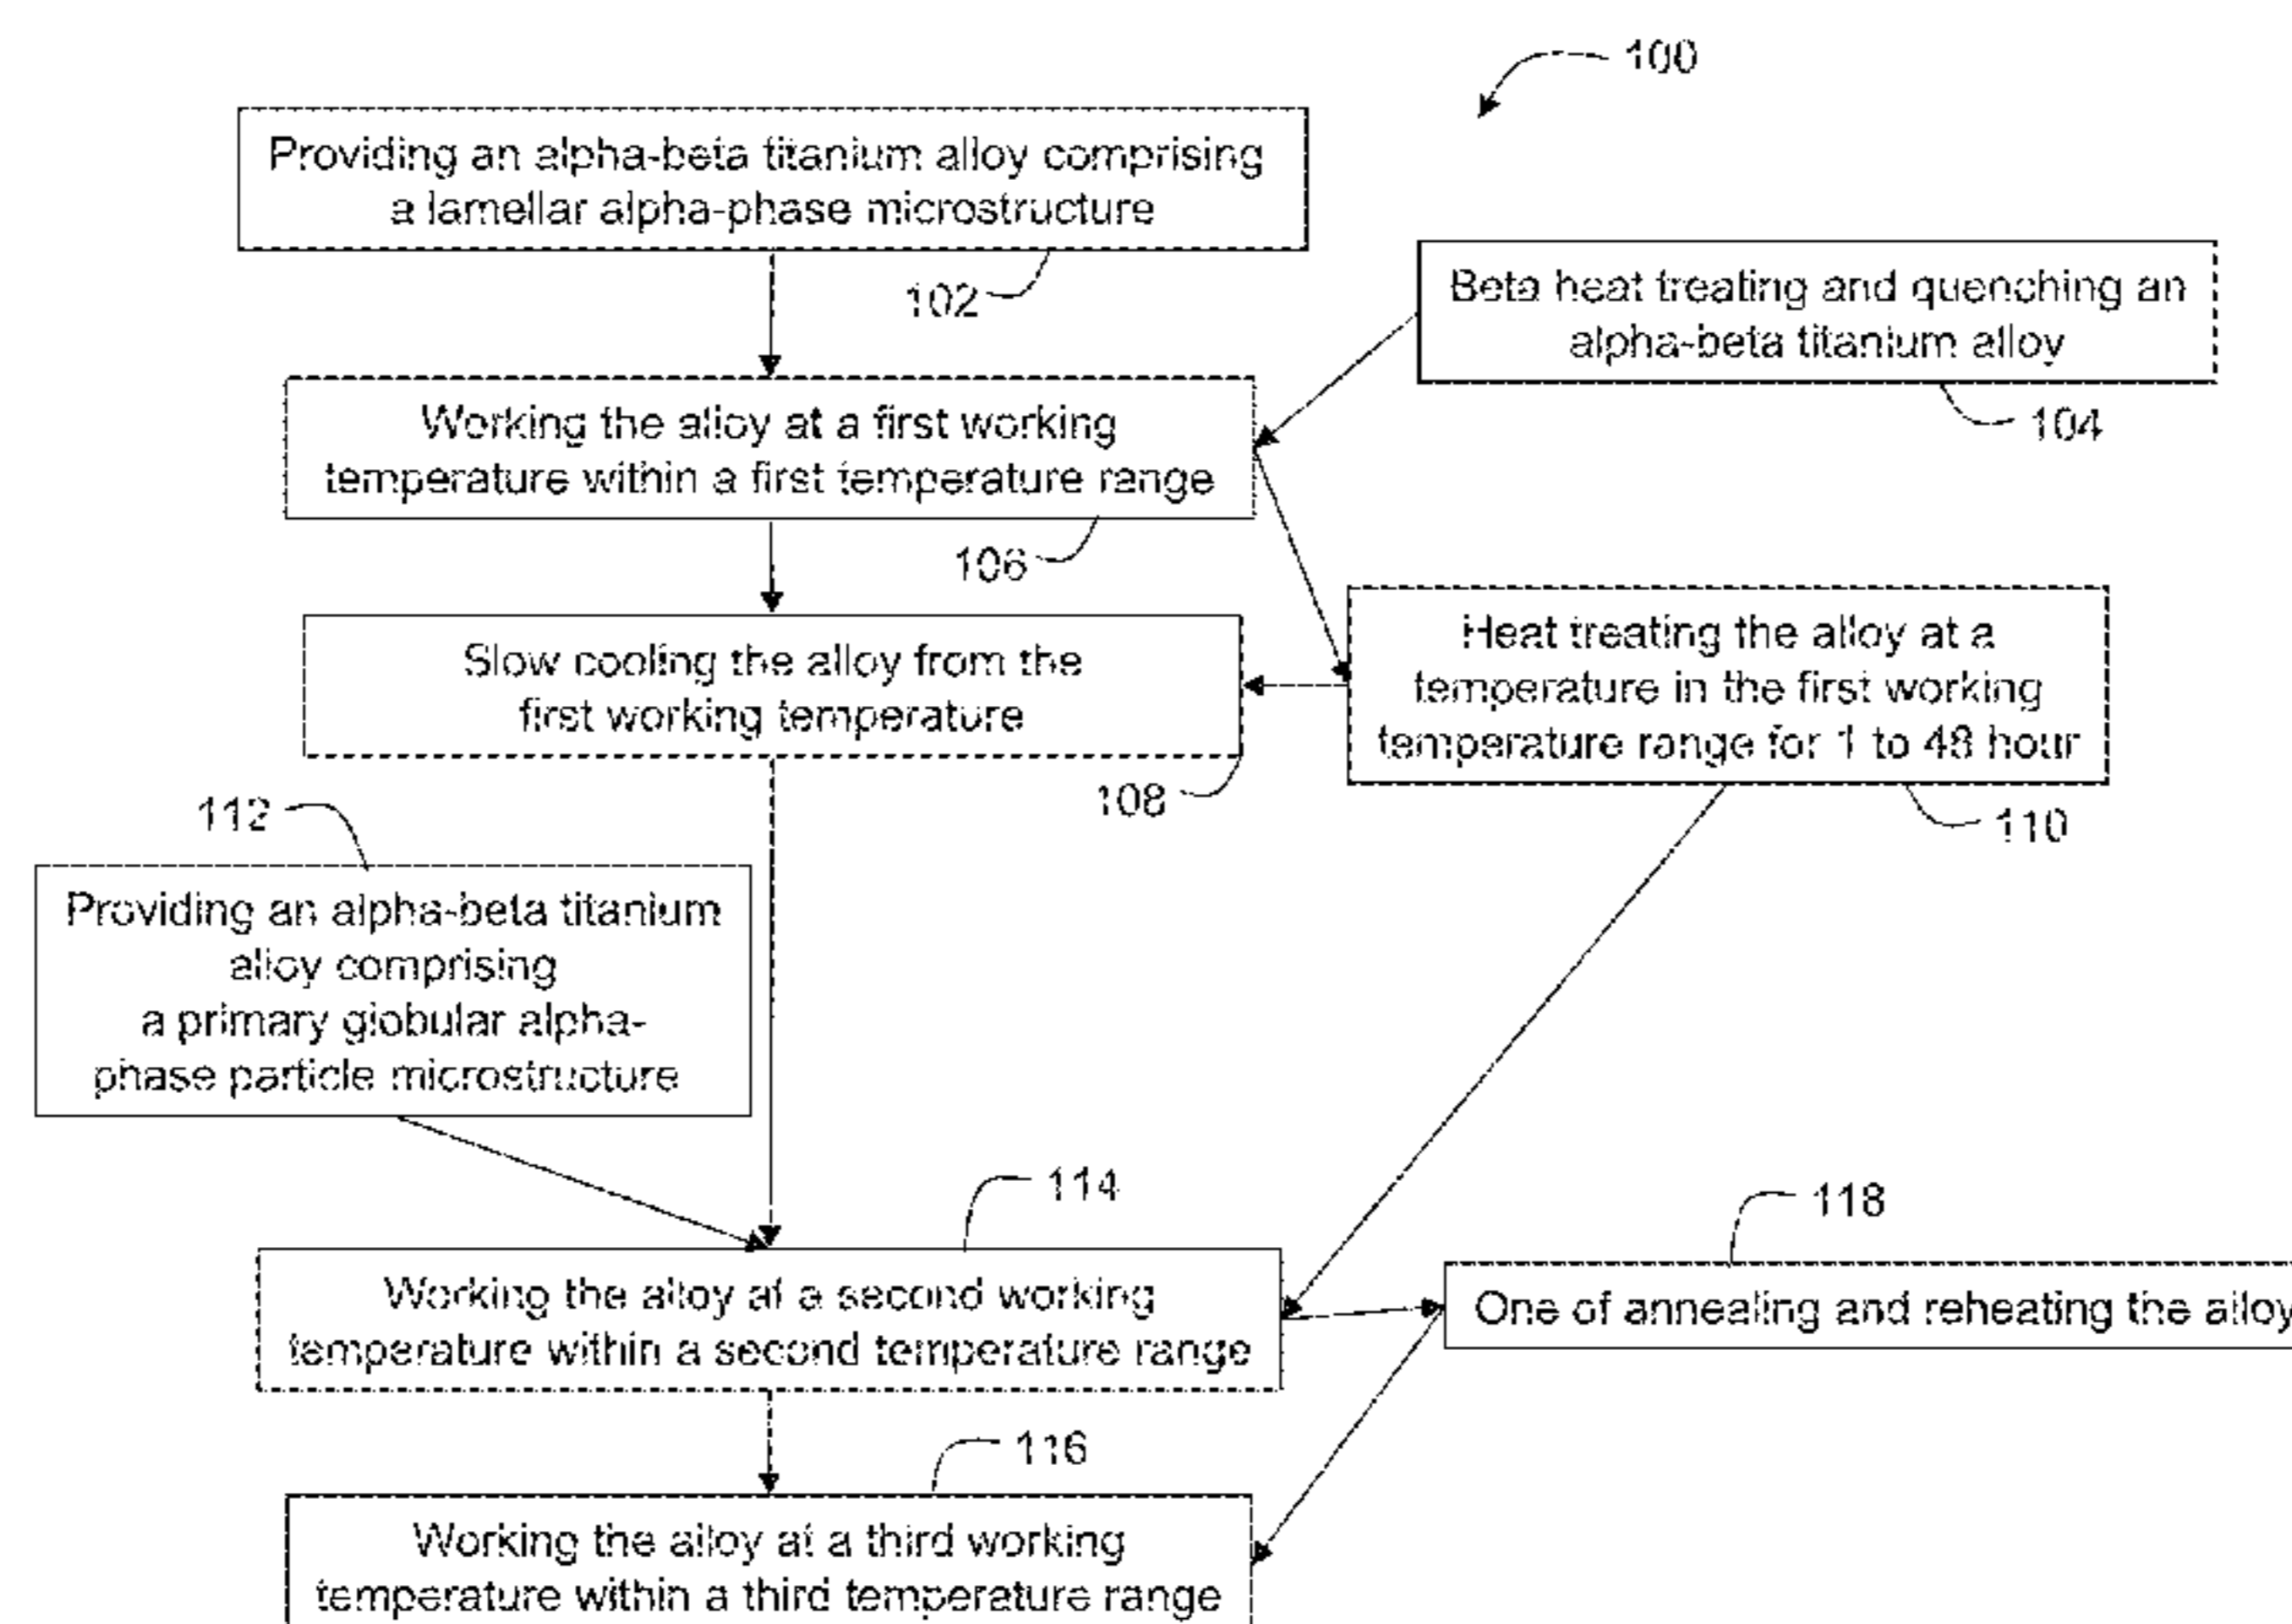 100
Providing an alpha-beta titanium alloy comprising
a lamellar alpha-phase microstructure
102
Beta heat treating and quenching an
alpha-beta titanium alloy
104
Working the alloy at a first working
temperature within a first temperature range
106
Slow cooling the alloy from the
first working temperature
108
Heat treating the alloy at a
temperature in the first working
temperature range for 1 to 48 hour
110
112
Providing an alpha-beta titanium
alloy comprising
a primary globular alpha-
phase particle microstructure
114
Working the alloy at a second working
temperature within a second temperature range
118
One of annealing and reheating the alloy
116
Working the alloy at a third working
temperature within a third temperature range